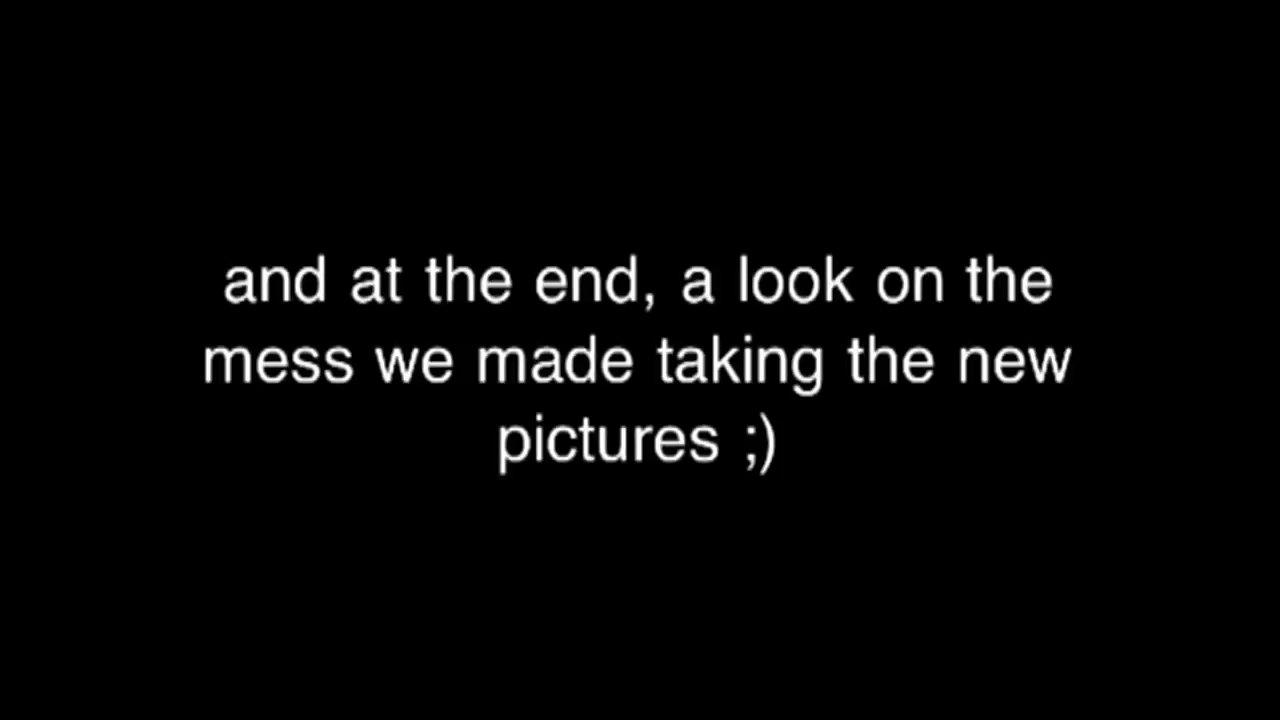 and at the end, a look on the
mess we made taking the new
pictures ;)